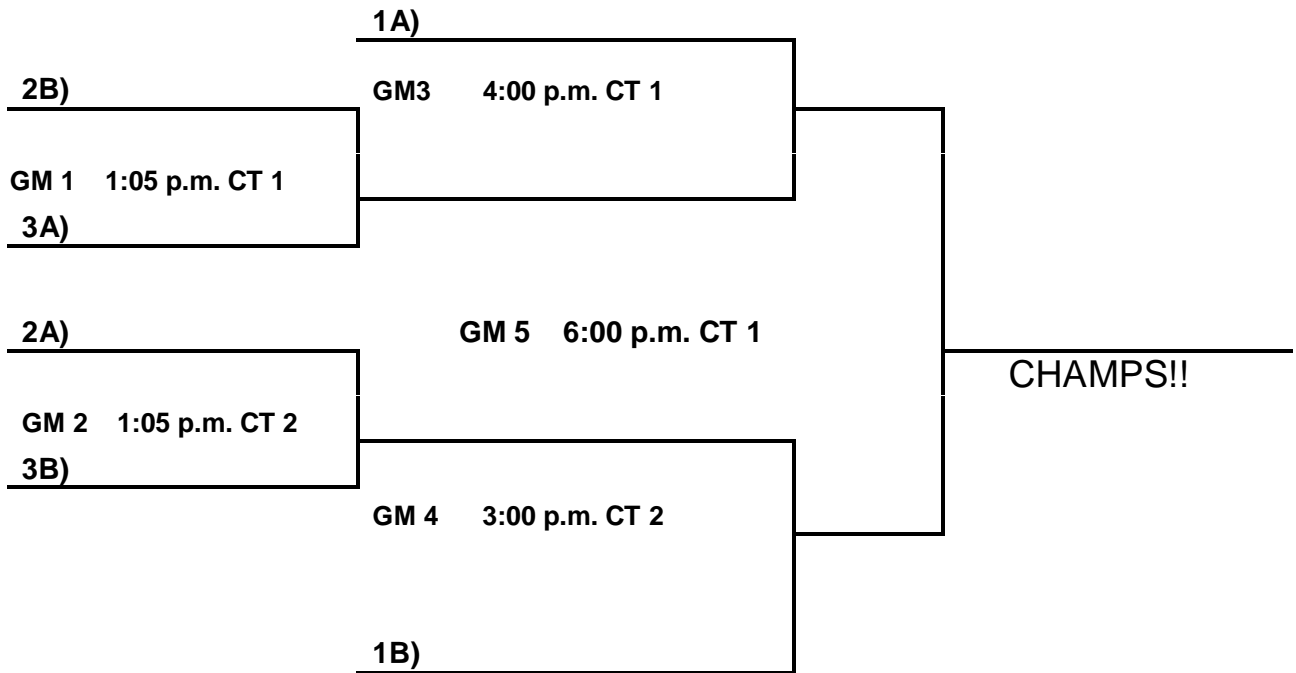 1A)
2B)
GM3 4:00 p.m. CT 1
GM 1 1:05 p.m. CT 1
3A)
2A)
GM 5 6:00 p.m. CT 1
CHAMPS!!
GM 2 1:05 p.m. CT 2
3B)
GM 4 3:00 p.m. CT 2
1B)